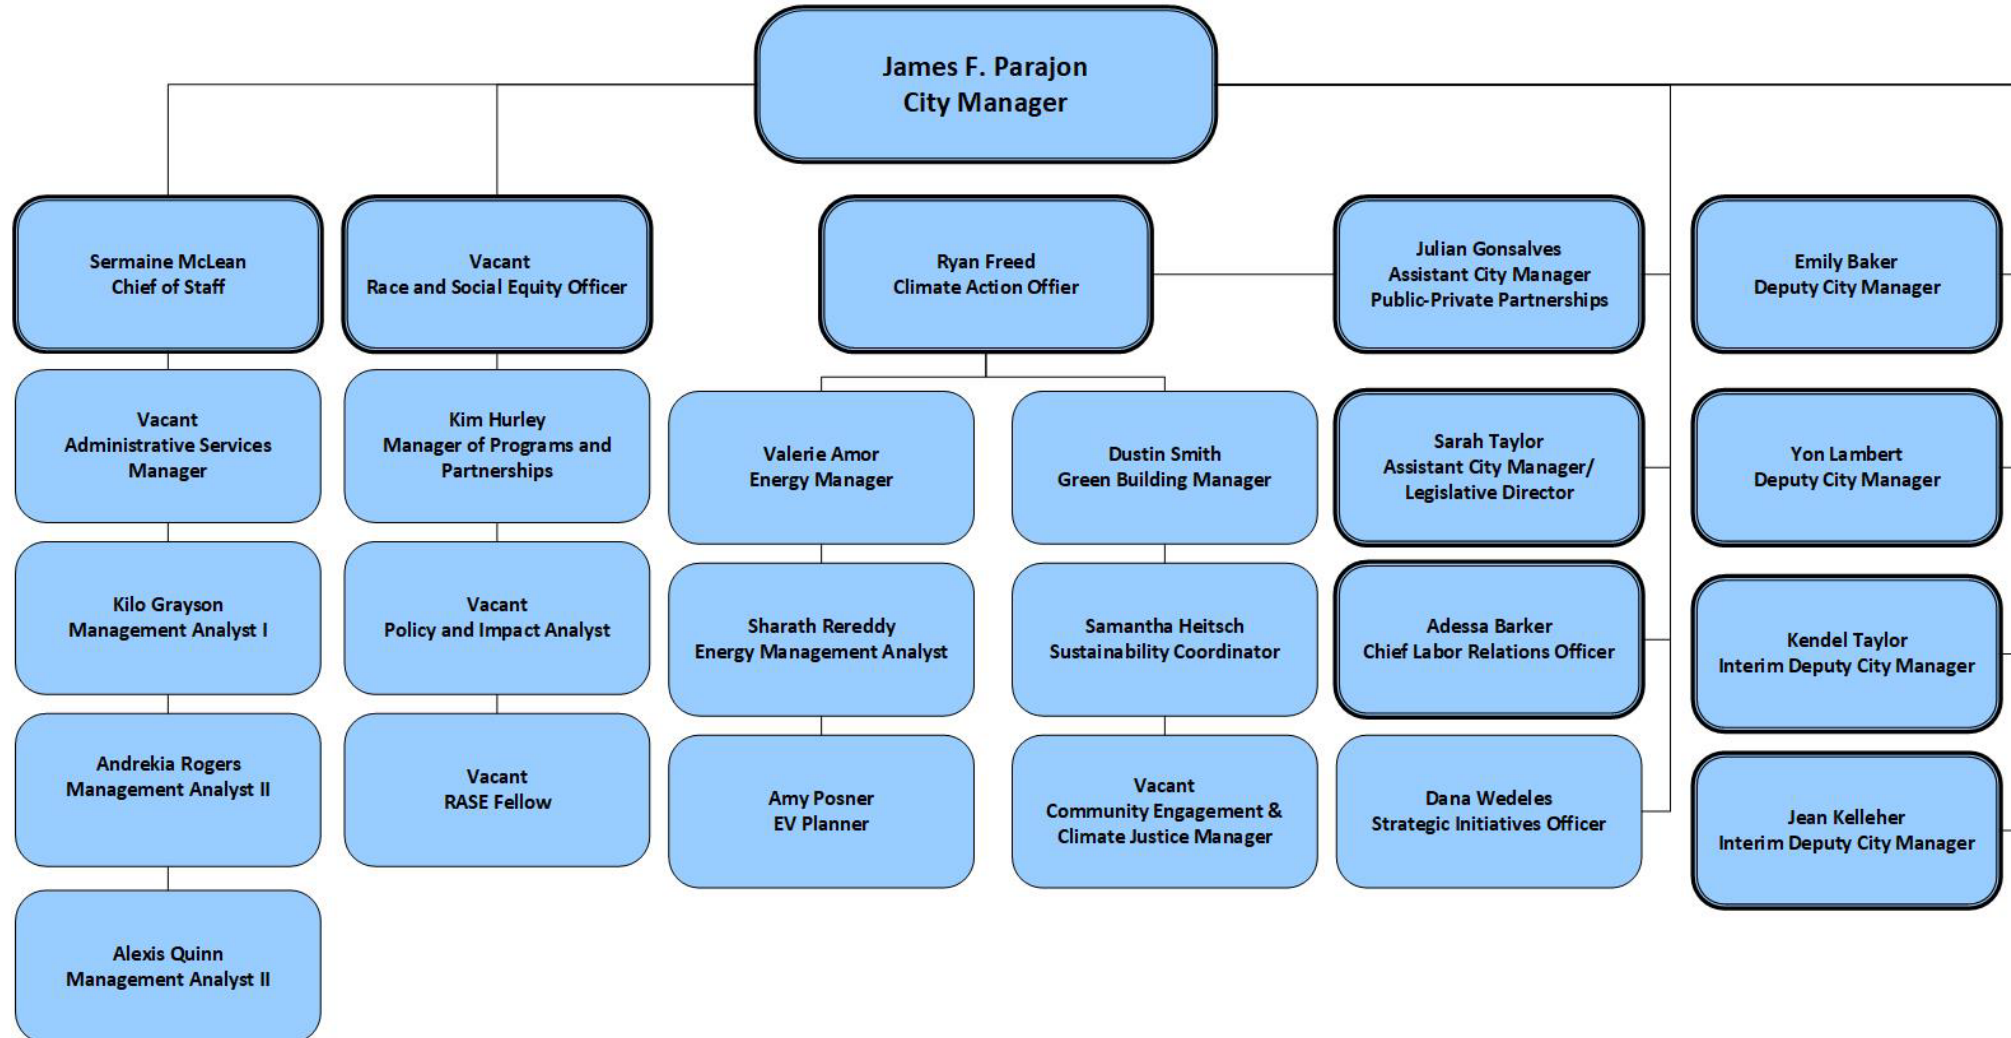 James F. Parajon
City Manager
Sermaine McLean
Chief of Staff
Vacant
Race and Social Equity Officer
Ryan Freed
Climate Action Offier
Julian Gonsalves
Assistant City Manager
Public-Private Partnerships
Emily Baker
Deputy City Manager
Vacant
Administrative Services
Manager
Kim Hurley
Manager of Programs and
Partnerships
Valerie Amor
Energy Manager
Dustin Smith
Green Building Manager
Sarah Taylor
Assistant City Manager/
Legislative Director
Yon Lambert
Deputy City Manager
Kilo Grayson
Management Analyst I
Vacant
Policy and Impact Analyst
Sharath Rereddy
Energy Management Analyst
Samantha Heitsch
Sustainability Coordinator
Adessa Barker
Chief Labor Relations Officer
Kendel Taylor
Interim Deputy City Manager
Andrekia Rogers
Management Analyst II
Vacant
RASE Fellow
Amy Posner
EV Planner
Vacant
Community Engagement &
Climate Justice Manager
Dana Wedeles
Strategic Initiatives Officer
Jean Kelleher
Interim Deputy City Manager
Alexis Quinn
Management Analyst II